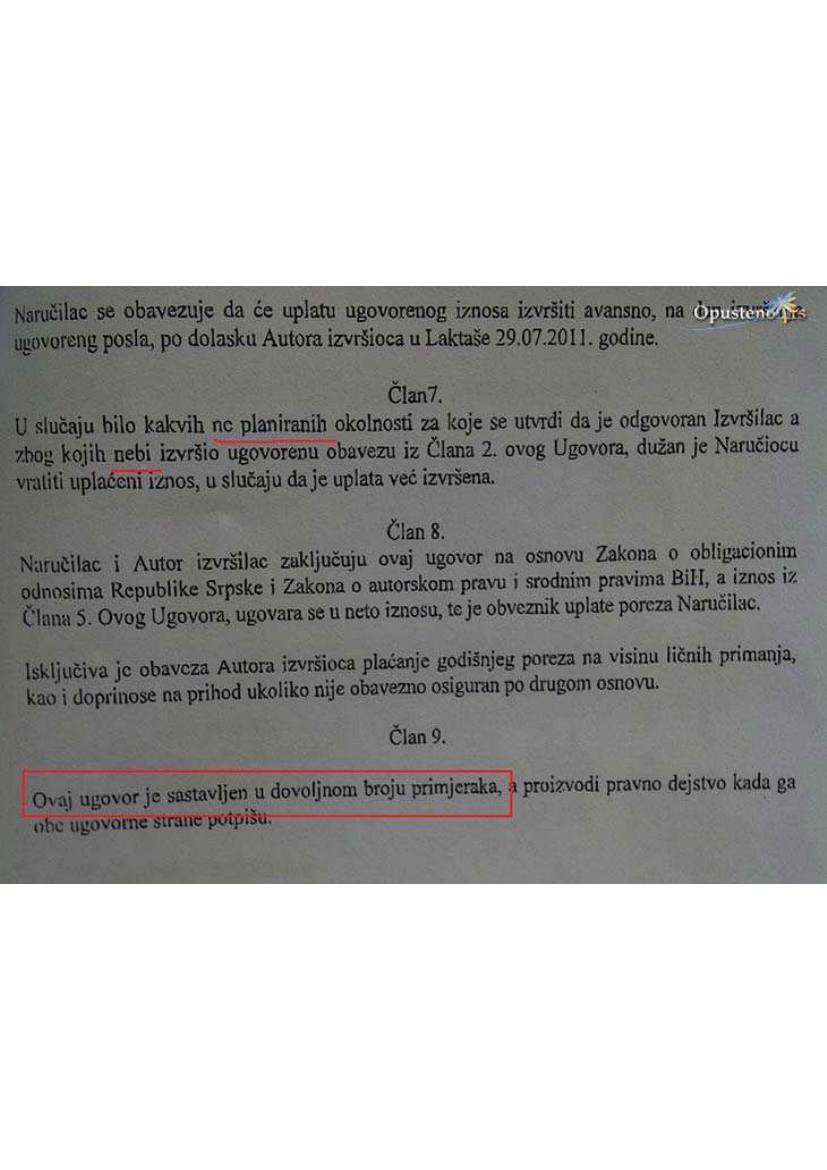 Naručilac se obavezuje da će uplatu ugovorenog iznosa izvršiti avansno, na
Opušteno.rs
ugovoreng posla, po dolasku Autora izvršioca u Laktaše 29.07.2011. godine.
Član7.
U slučaju bilo kakvih ne planiranih okolnosti za koje se utvrdi da je odgovoran Izvršilac a
zbog kojih nebi izvršio ugovorenu obavezu iz Člana 2. ovog Ugovora, dužan je Naručiocu
vratiti uplaćeni iznos, u slučaju da je uplata već izvršena.
Član 8.
Naručilac i Autor izvršilac zaključuju ovaj ugovor na osnovu Zakona o obligacionim
odnosima Republike Srpske i Zakona o autorskom pravu i srodnim pravima BiH, a iznos iz
Člana 5. Ovog Ugovora, ugovara se u neto iznosu, te je obveznik uplate poreza Naručilac.
Isključiva je obaveza Autora izvršioca plaćanje godišnjeg poreza na visinu ličnih primanja,
kao i doprinose na prihod ukoliko nije obavezno osiguran po drugom osnovu.
Član 9.
Ovaj ugovor je sastavljen u dovoljnom broju primjeraka, a proizvodi pravno dejstvo kada ga
obe ugovorne strane potpišu.